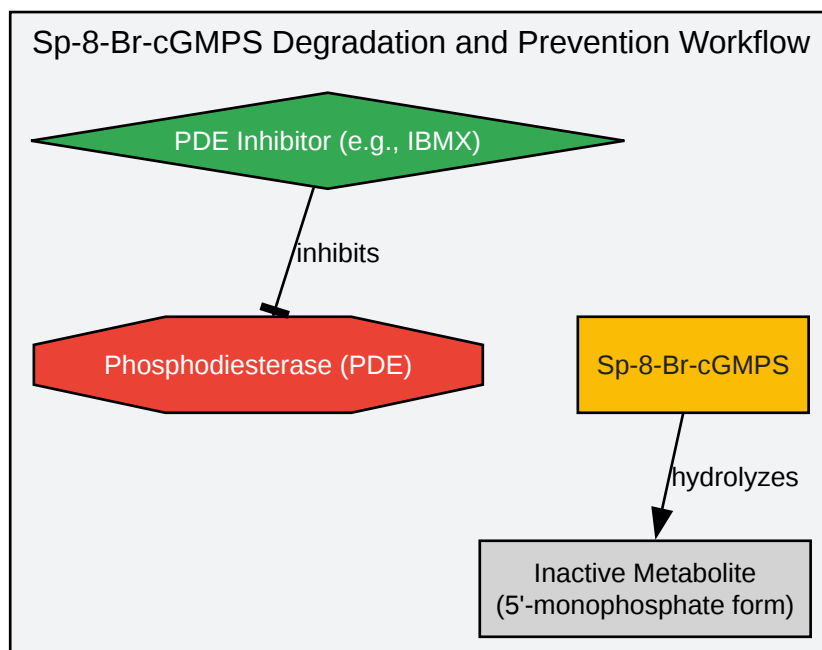 Sp-8-Br-cGMPS Degradation and Prevention Workflow
PDE Inhibitor (e.g., IBMX)
inhibits
Phosphodiesterase (PDE)
Sp-8-Br-cGMPS
hydrolyzes
Inactive Metabolite
(5'-monophosphate form)